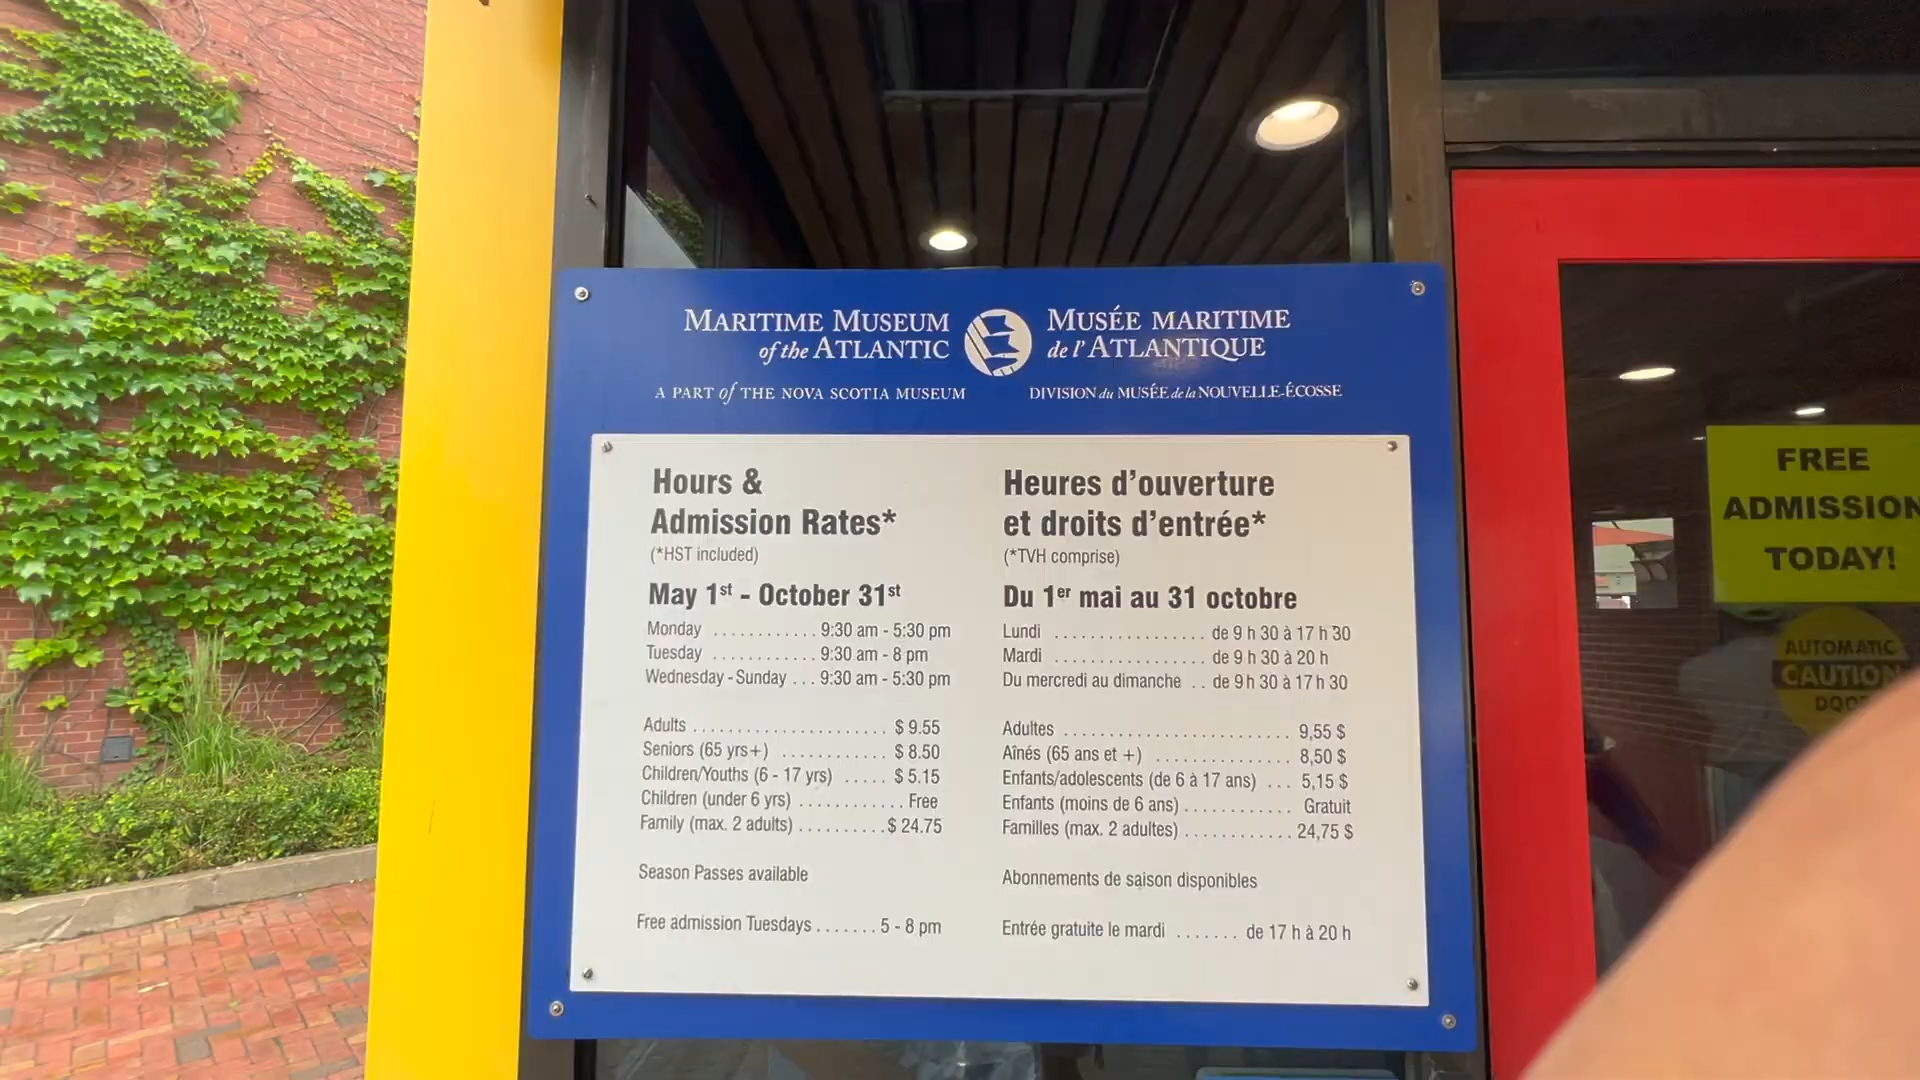 MARITIME MUSEUM
of the ATLANTIC
A PART of THE NOVA SCOTIA MUSEUM
MUSÉE MARITIME
de l'ATLANTIQUE
DIVISION du MUSÉE de la NOUVELLE-ÉCOSSE
Hours &
Admission Rates*
(*HST included)
May 1st - October 31st
Monday ............ 9:30 am - 5:30 pm
Tuesday ............ 9:30 am - 8 pm
Wednesday - Sunday ... 9:30 am - 5:30 pm
Adults ...................... $ 9.55
Seniors (65 yrs+) ............ $ 8.50
Children/Youths (6 - 17 yrs) ..... $ 5.15
Children (under 6 yrs) ............ Free
Family (max. 2 adults) .......... $ 24.75
Season Passes available
Free admission Tuesdays ....... 5 - 8 pm
Heures d'ouverture
et droits d'entrée*
(*TVH comprise)
Du 1er mai au 31 octobre
Lundi ................. de 9 h 30 à 17 h 30
Mardi ................. de 9 h 30 à 20 h
Du mercredi au dimanche .. de 9 h 30 à 17 h 30
Adultes .......................... 9,55 $
Aînés (65 ans et +) ............... 8,50 $
Enfants/adolescents (de 6 à 17 ans) ... 5,15 $
Enfants (moins de 6 ans) ............ Gratuit
Familles (max. 2 adultes) ............ 24,75 $
Abonnements de saison disponibles
Entrée gratuite le mardi ....... de 17 h à 20 h
FREE
ADMISSION
TODAY!
AUTOMATIC
CAUTION
DOOR